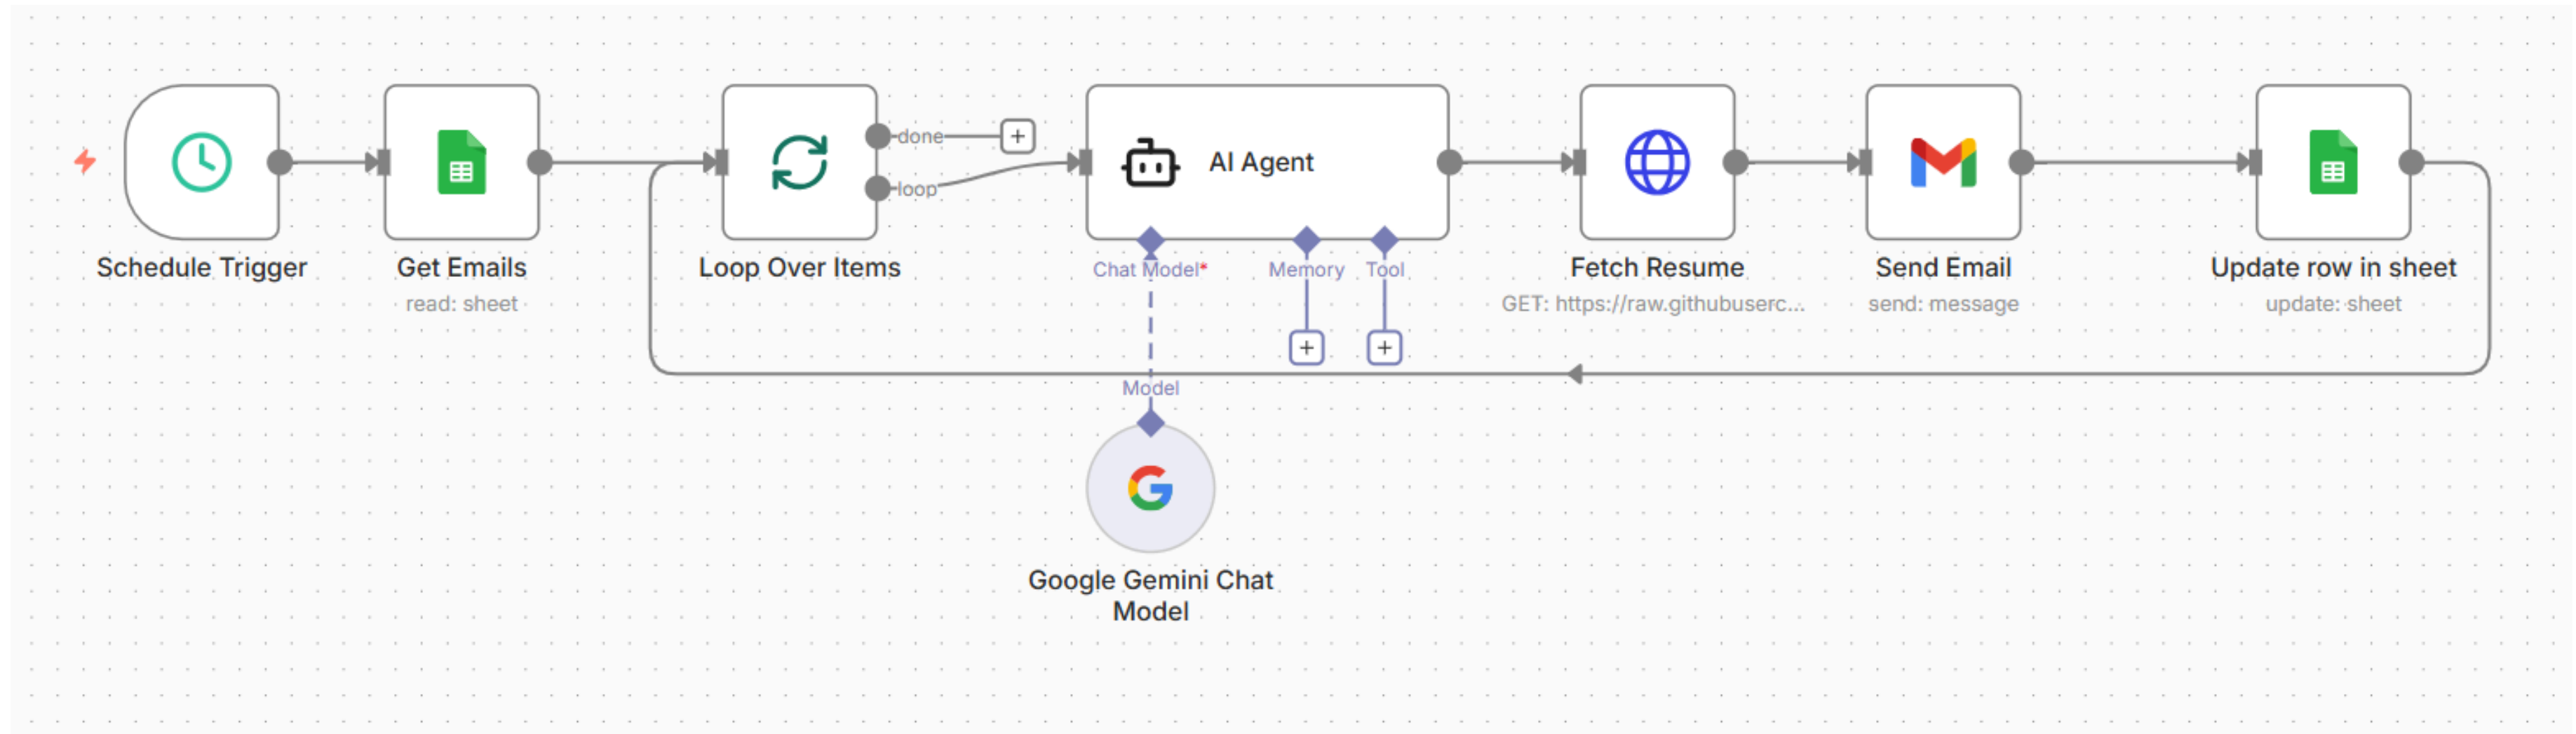 done
loop
AI Agent
Schedule Trigger
Get Emails
read: sheet
Loop Over Items
Chat Model*
Memory
Tool
Fetch Resume
GET: https://raw.githubuserc...
Send Email
send: message
Update row in sheet
update: sheet
Model
Google Gemini Chat
Model